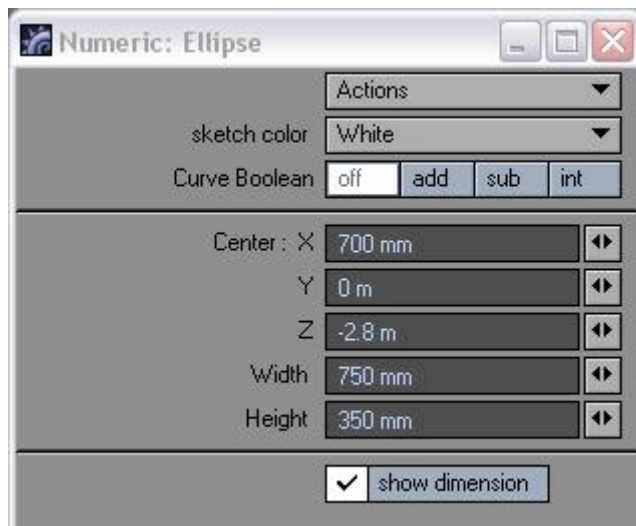 Numeric: Ellipse
Actions
sketch color White
Curve Boolean off add sub int
Center : X 700 mm
Y 0 m
Z -2.8 m
Width 750 mm
Height 350 mm
show dimension